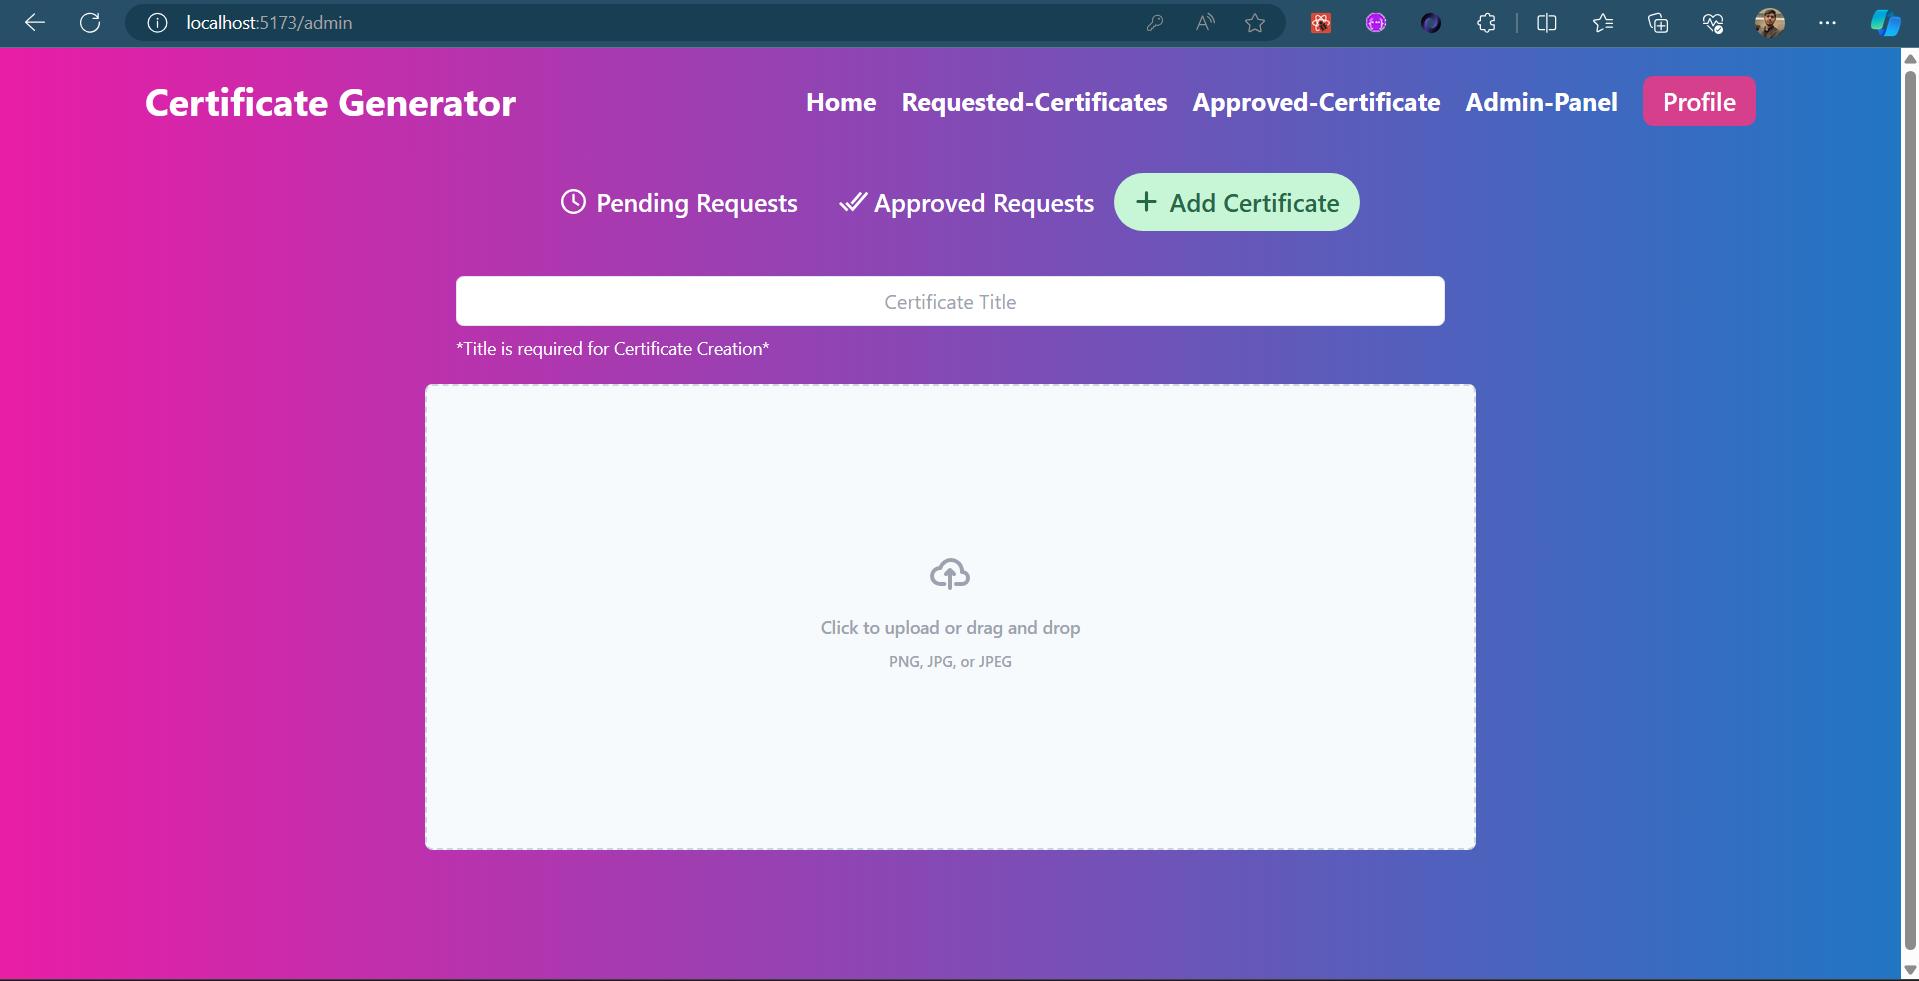 localhost:5173/admin
Certificate Generator
Home Requested-Certificates Approved-Certificate Admin-Panel Profile
Pending Requests Approved Requests + Add Certificate
Certificate Title
*Title is required for Certificate Creation*
Click to upload or drag and drop
PNG, JPG, or JPEG